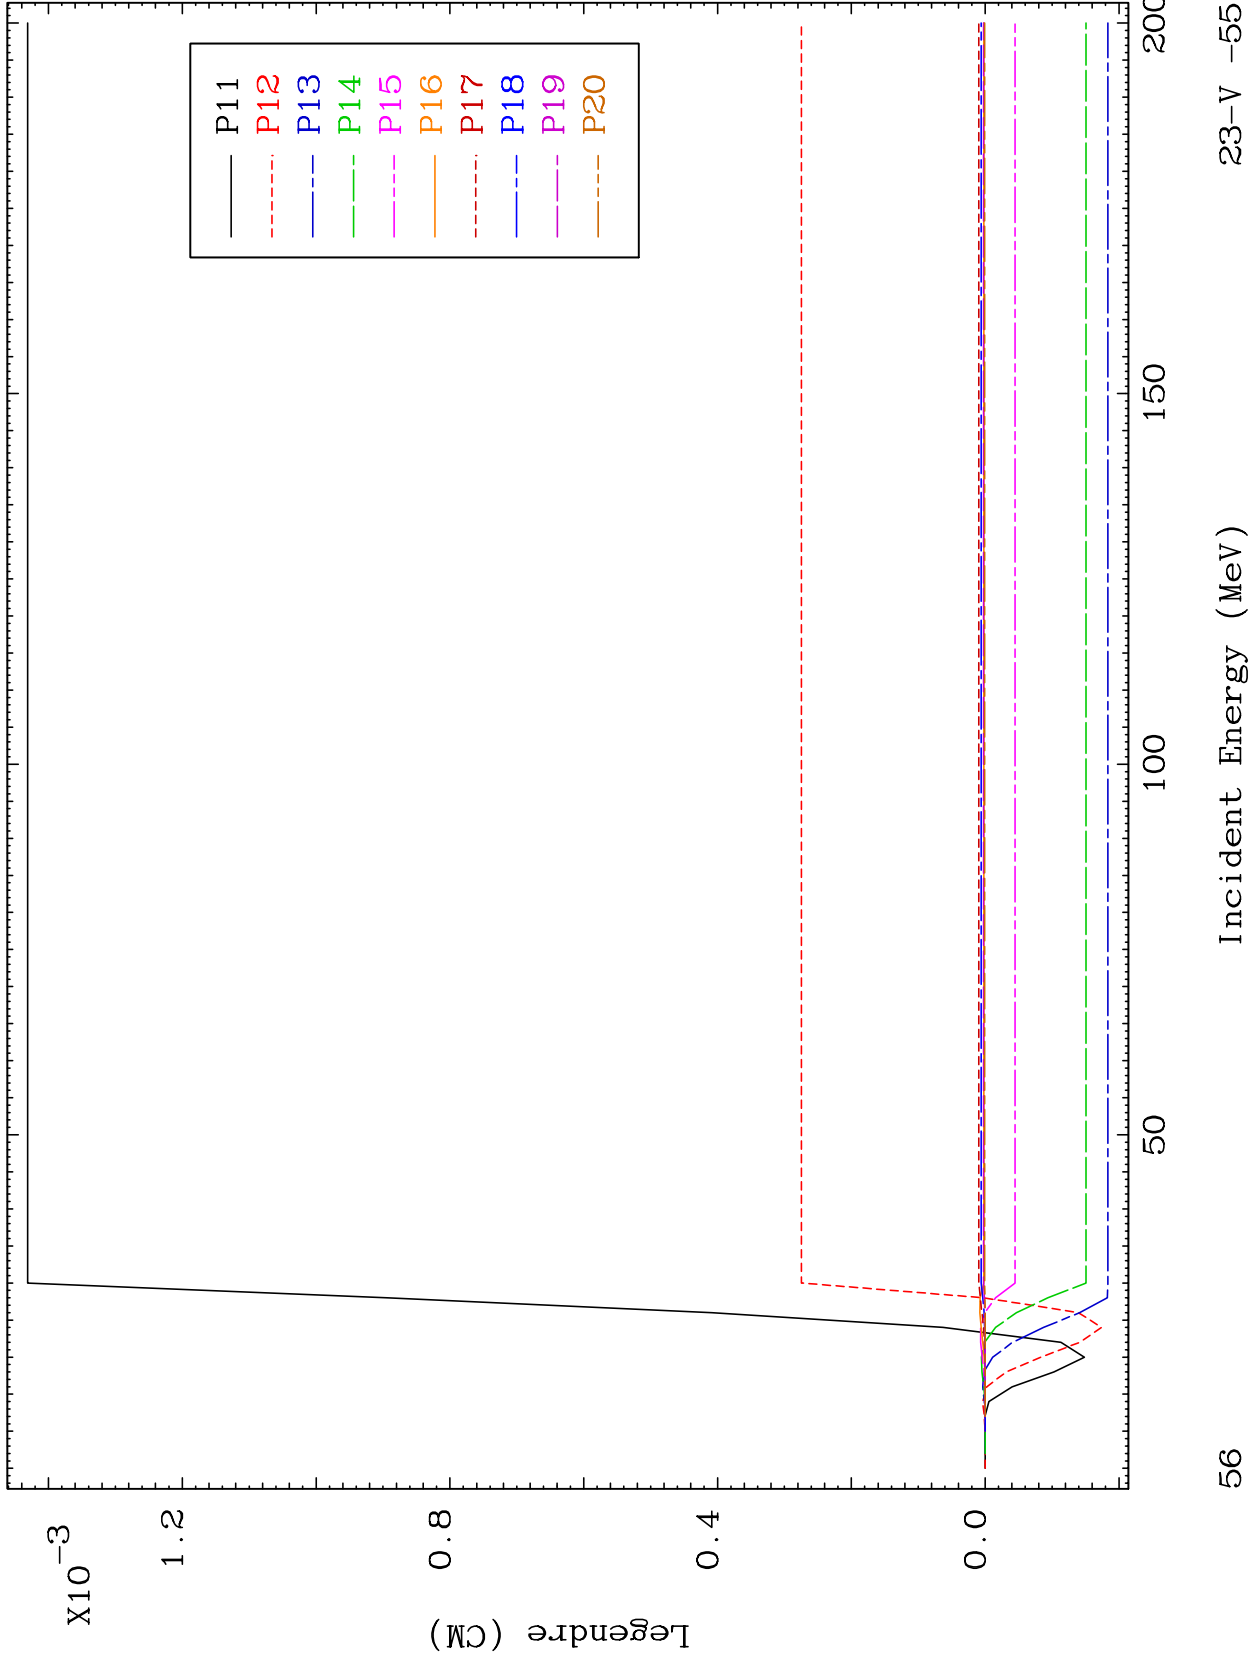 X10-3
1.2
0.8
0.4
0.0
Legendre (CM)
P11
P12
P13
P14
P15
P16
P17
P18
P19
P20
50
100
150
200
Incident Energy (MeV)
56
23-V -55